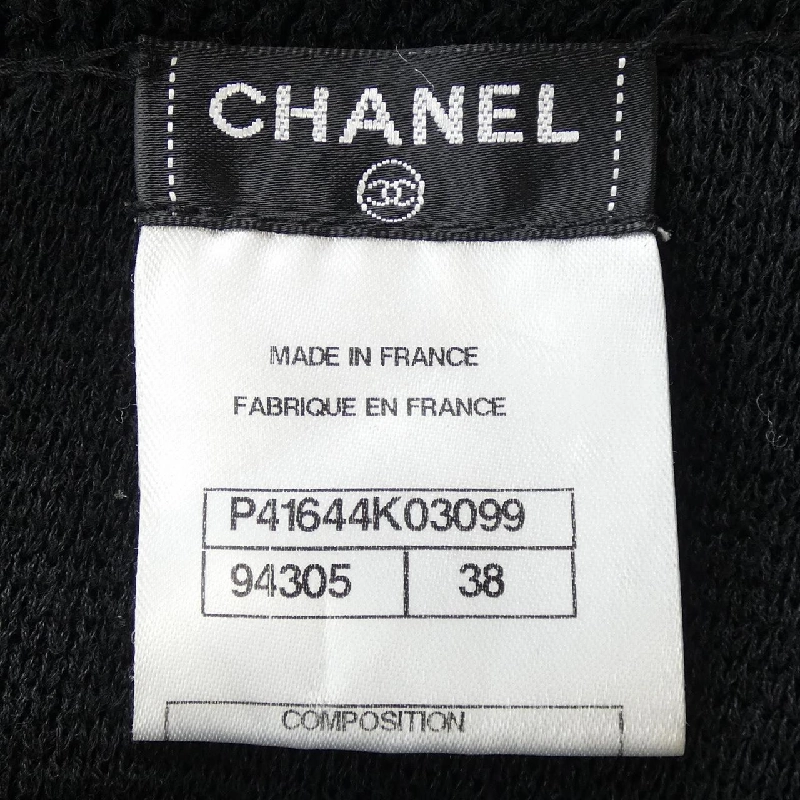 CHANEL
MADE IN FRANCE
FABRIQUE EN FRANCE
P41644K03099
94305 38
COMPOSITION